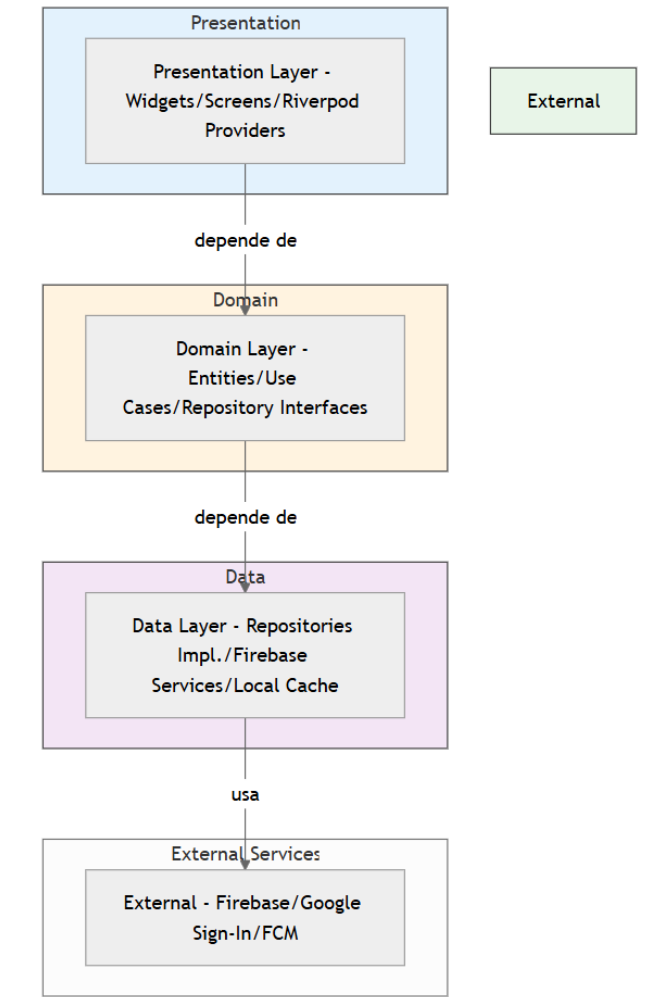 Presentation
Presentation Layer -
Widgets/Screens/Riverpod
Providers
External
depende de
Domain
Domain Layer -
Entities/Use
Cases/Repository Interfaces
depende de
Data
Data Layer - Repositories
Impl./Firebase
Services/Local Cache
usa
External Services
External - Firebase/Google
Sign-In/FCM